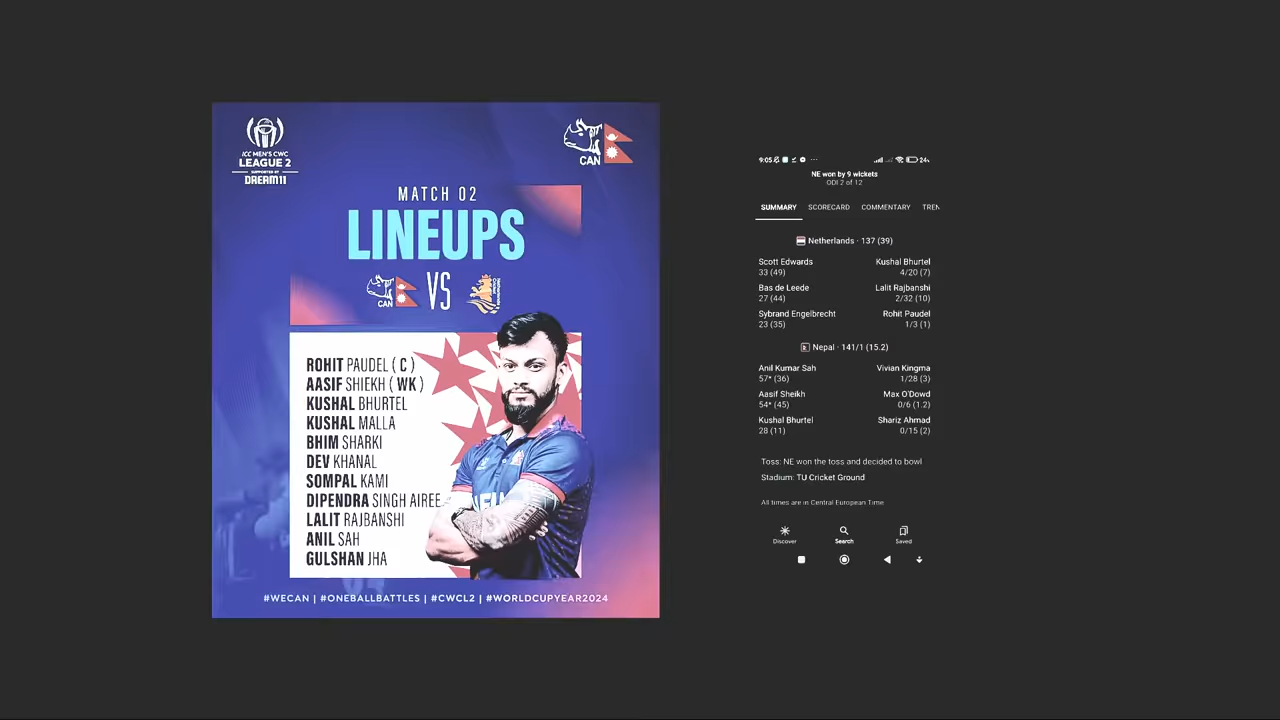 ICC MEN'S CWC
LEAGUE 2
SUPPORTED BY
DREAM11
CAN
MATCH 02
LINEUPS
CAN
VS
ROHIT PAUDEL ( C )
AASIF SHIEKH ( WK )
KUSHAL BHURTEL
KUSHAL MALLA
BHIM SHARKI
DEV KHANAL
SOMPAL KAMI
DIPENDRA SINGH AIREE
LALIT RAJBANSHI
ANIL SAH
GULSHAN JHA
#WECAN | #ONEBALLBATTLES | #CWCL2 | #WORLDCUPYEAR2024
9:05
24%
NE won by 9 wickets
ODI 2 of 12
SUMMARY SCORECARD COMMENTARY TREN
Netherlands · 137 (39)
Scott Edwards Kushal Bhurtel
33 (49) 4/20 (7)
Bas de Leede Lalit Rajbanshi
27 (44) 2/32 (10)
Sybrand Engelbrecht Rohit Paudel
23 (35) 1/3 (1)
Nepal · 141/1 (15.2)
Anil Kumar Sah Vivian Kingma
57* (36) 1/28 (3)
Aasif Sheikh Max O'Dowd
54* (45) 0/6 (1.2)
Kushal Bhurtel Shariz Ahmad
28 (11) 0/15 (2)
Toss: NE won the toss and decided to bowl
Stadium: TU Cricket Ground
All times are in Central European Time
Discover Search Saved